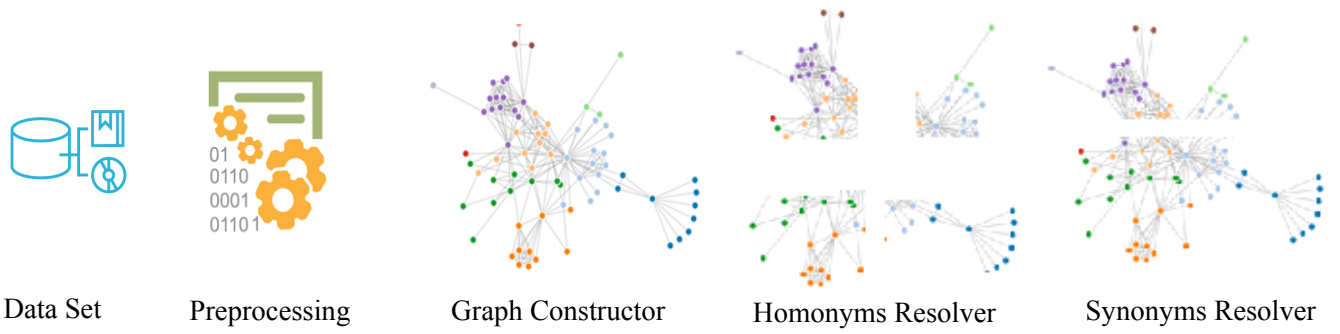 01
0110
0001
01101
Data Set
Preprocessing
Graph Constructor
Homonyms Resolver
Synonyms Resolver